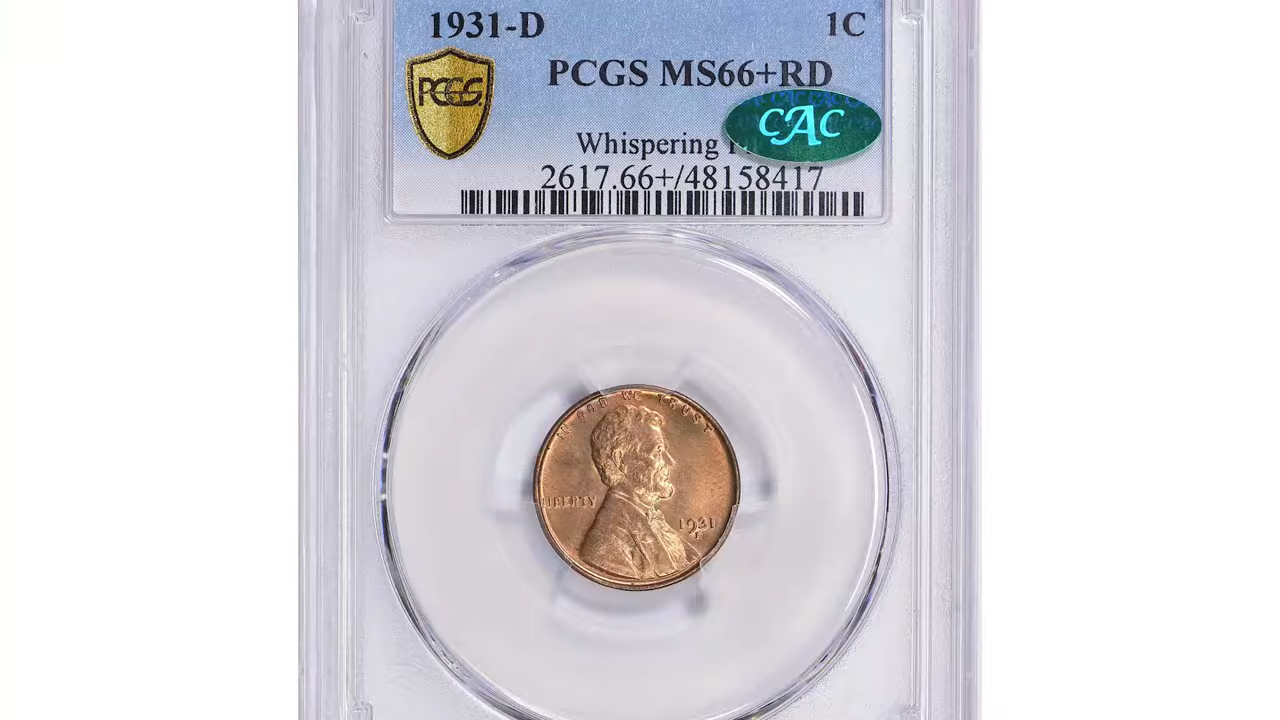 1931-D 1C
PCGS MS66+RD
PCGS
CAC
Whispering
2617.66+/48158417
IN GOD WE TRUST
LIBERTY
1931